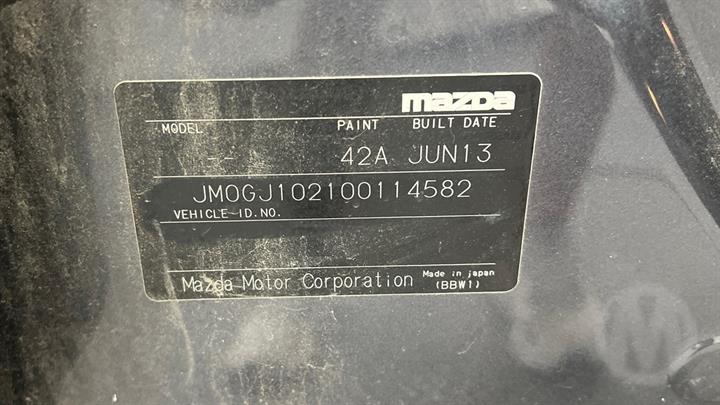 mazda
MODEL PAINT BUILT DATE
-- 42A JUN13
JM0GJ102100114582
VEHICLE-ID.NO.
Mazda Motor Corporation Made in japan
(BBW1)
M